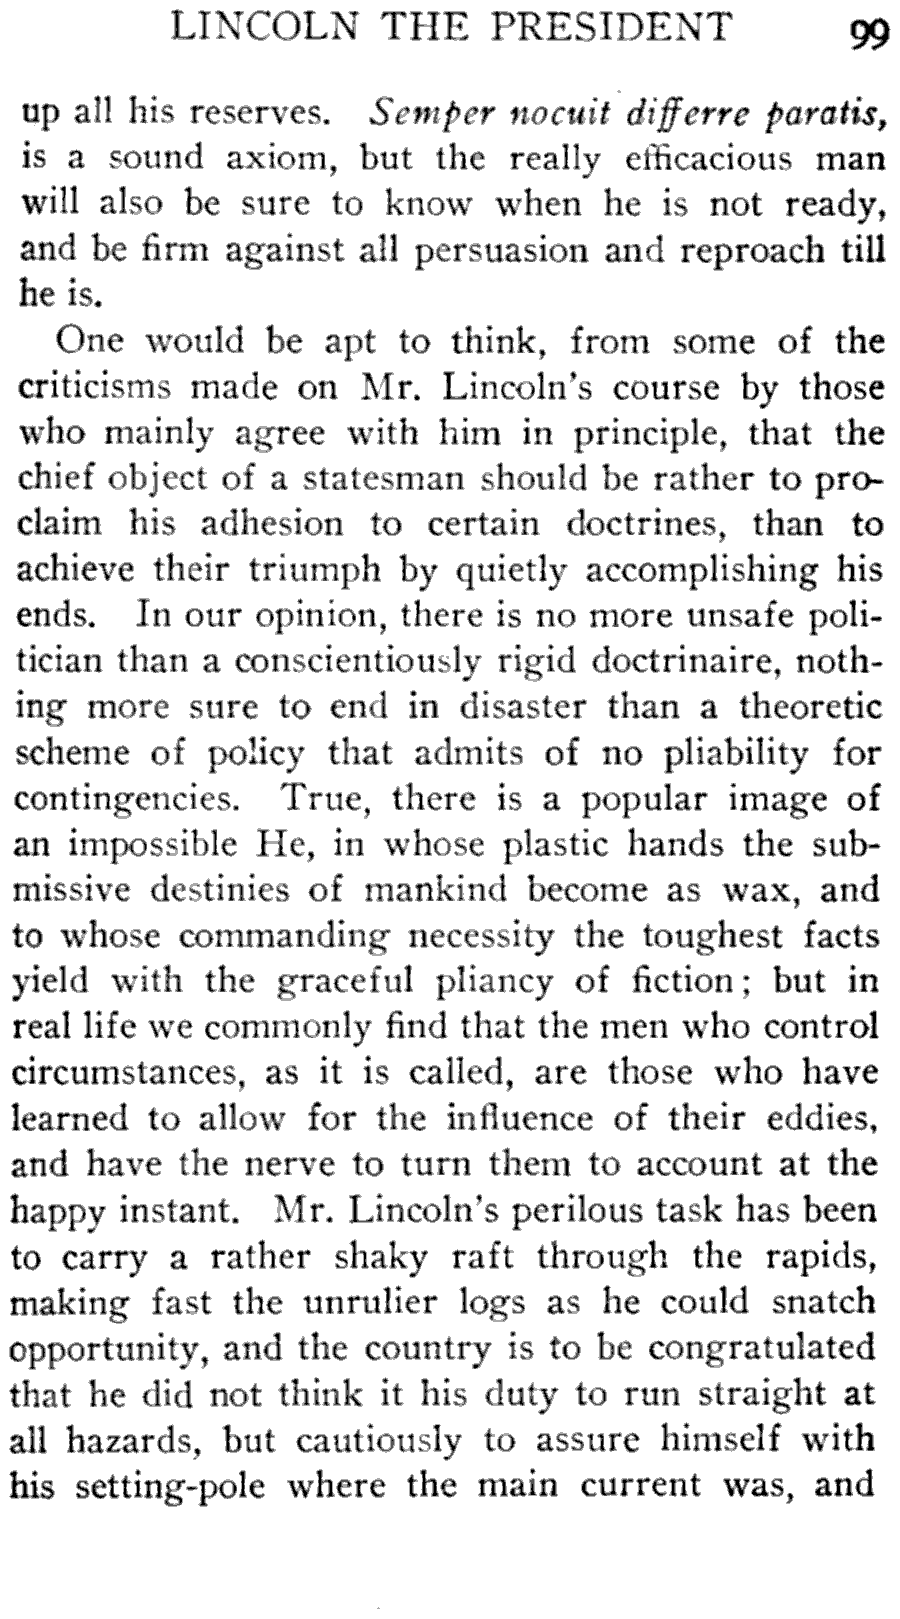 LINCOLN THE PRESIDENT 99
up all his reserves. Semper nocuit differre paratis,
is a sound axiom, but the really efficacious man
will also be sure to know when he is not ready,
and be firm against all persuasion and reproach till
he is.
One would be apt to think, from some of the
criticisms made on Mr. Lincoln's course by those
who mainly agree with him in principle, that the
chief object of a statesman should be rather to pro-
claim his adhesion to certain doctrines, than to
achieve their triumph by quietly accomplishing his
ends. In our opinion, there is no more unsafe poli-
tician than a conscientiously rigid doctrinaire, noth-
ing more sure to end in disaster than a theoretic
scheme of policy that admits of no pliability for
contingencies. True, there is a popular image of
an impossible He, in whose plastic hands the sub-
missive destinies of mankind become as wax, and
to whose commanding necessity the toughest facts
yield with the graceful pliancy of fiction; but in
real life we commonly find that the men who control
circumstances, as it is called, are those who have
learned to allow for the influence of their eddies,
and have the nerve to turn them to account at the
happy instant. Mr. Lincoln's perilous task has been
to carry a rather shaky raft through the rapids,
making fast the unrulier logs as he could snatch
opportunity, and the country is to be congratulated
that he did not think it his duty to run straight at
all hazards, but cautiously to assure himself with
his setting-pole where the main current was, and